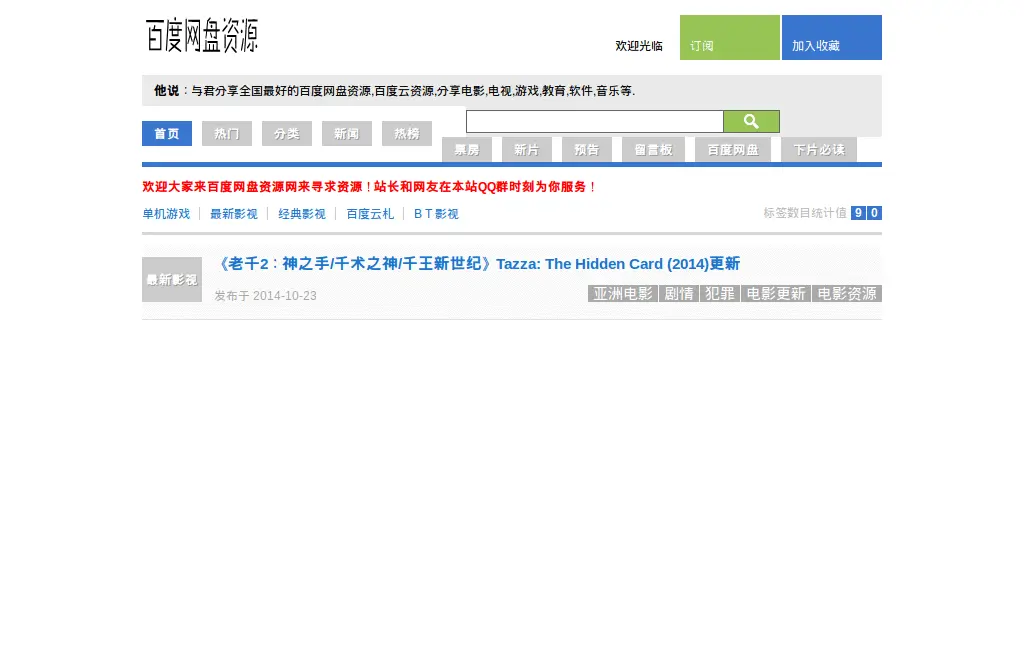 百度网盘资源
欢迎光临
订阅
加入收藏
他说：与君分享全国最好的百度网盘资源,百度云资源,分享电影,电视,游戏,教育,软件,音乐等.
首页 热门 分类 新闻 热榜
票房 新片 预告 留言板 百度网盘 下片必读
欢迎大家来百度网盘资源网来寻求资源！站长和网友在本站QQ群时刻为你服务！
单机游戏 最新影视 经典影视 百度云札 B T 影视
标签数目统计值 9 0
最新影视
《老千2：神之手/千术之神/千王新世纪》Tazza: The Hidden Card (2014)更新
发布于 2014-10-23
亚洲电影 剧情 犯罪 电影更新 电影资源